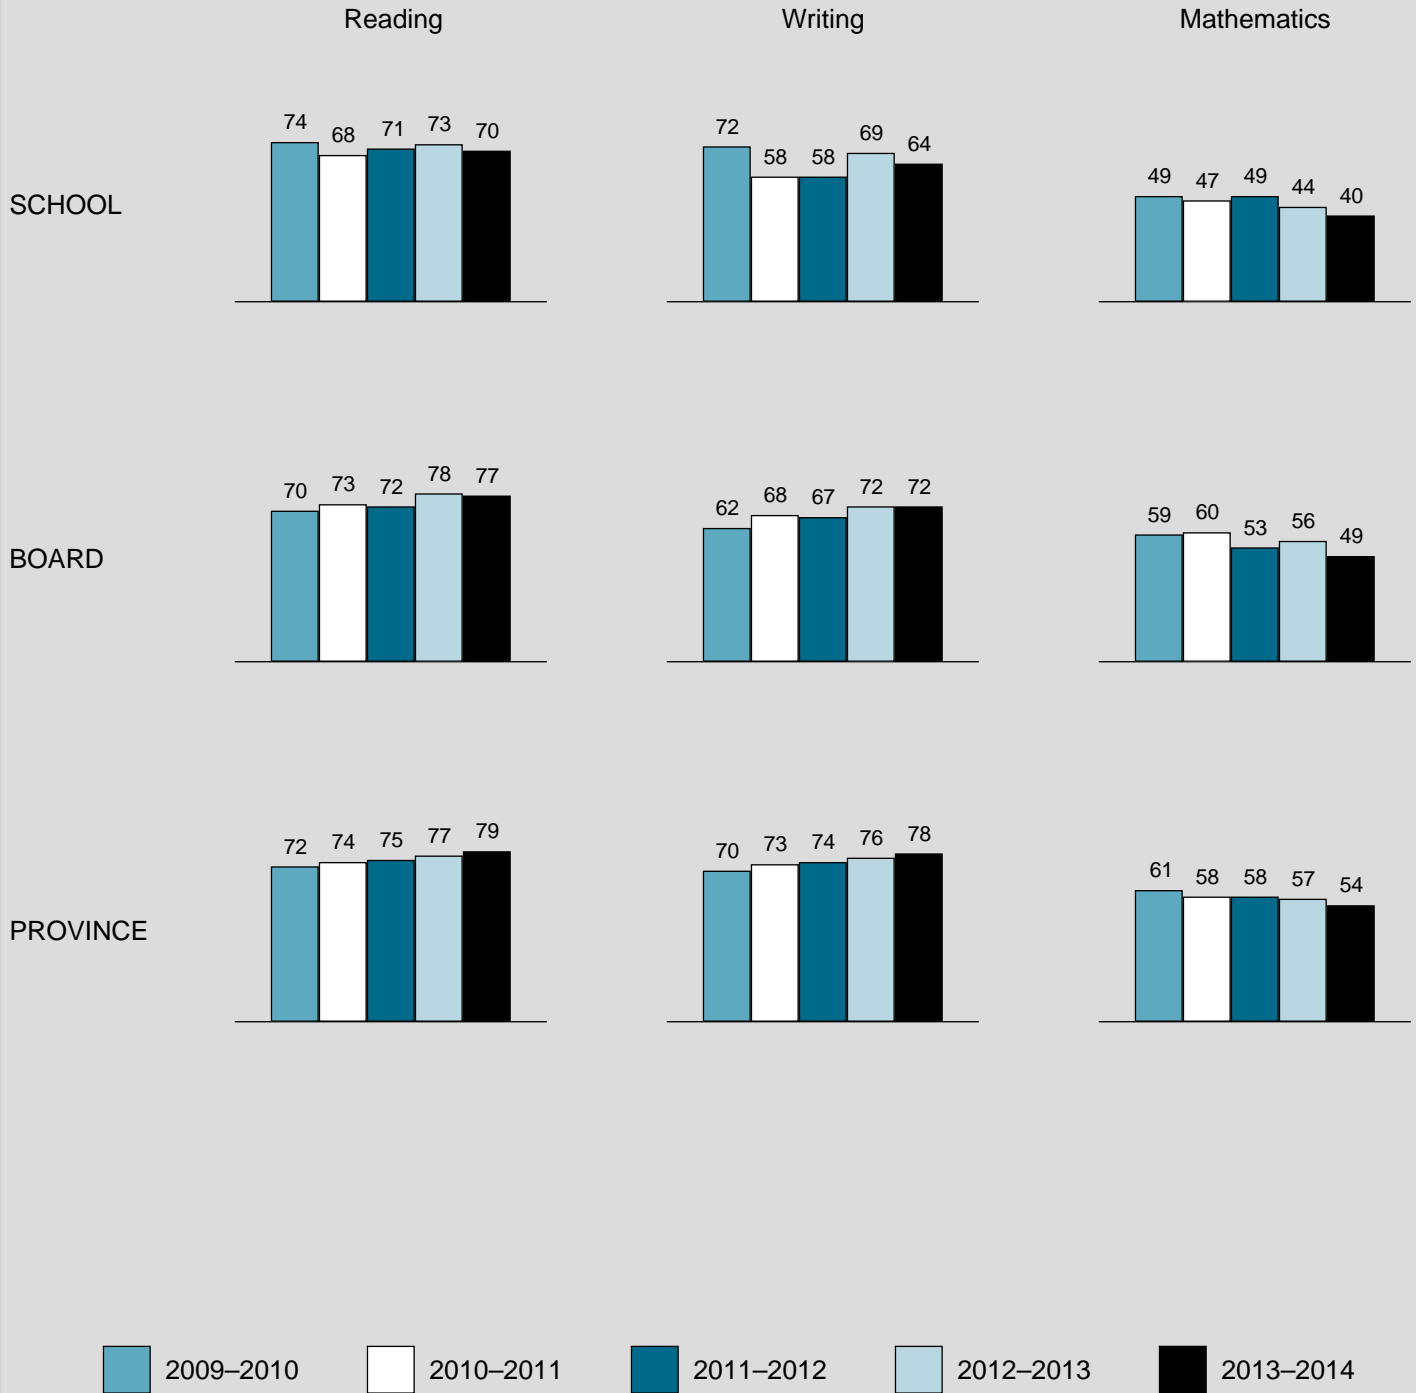 Reading Writing Mathematics
74 68 71 73 70
72 58 58 69 64
49 47 49 44 40
SCHOOL
70 73 72 78 77
62 68 67 72 72
59 60 53 56 49
BOARD
72 74 75 77 79
70 73 74 76 78
61 58 58 57 54
PROVINCE
2009–2010 2010–2011 2011–2012 2012–2013 2013–2014